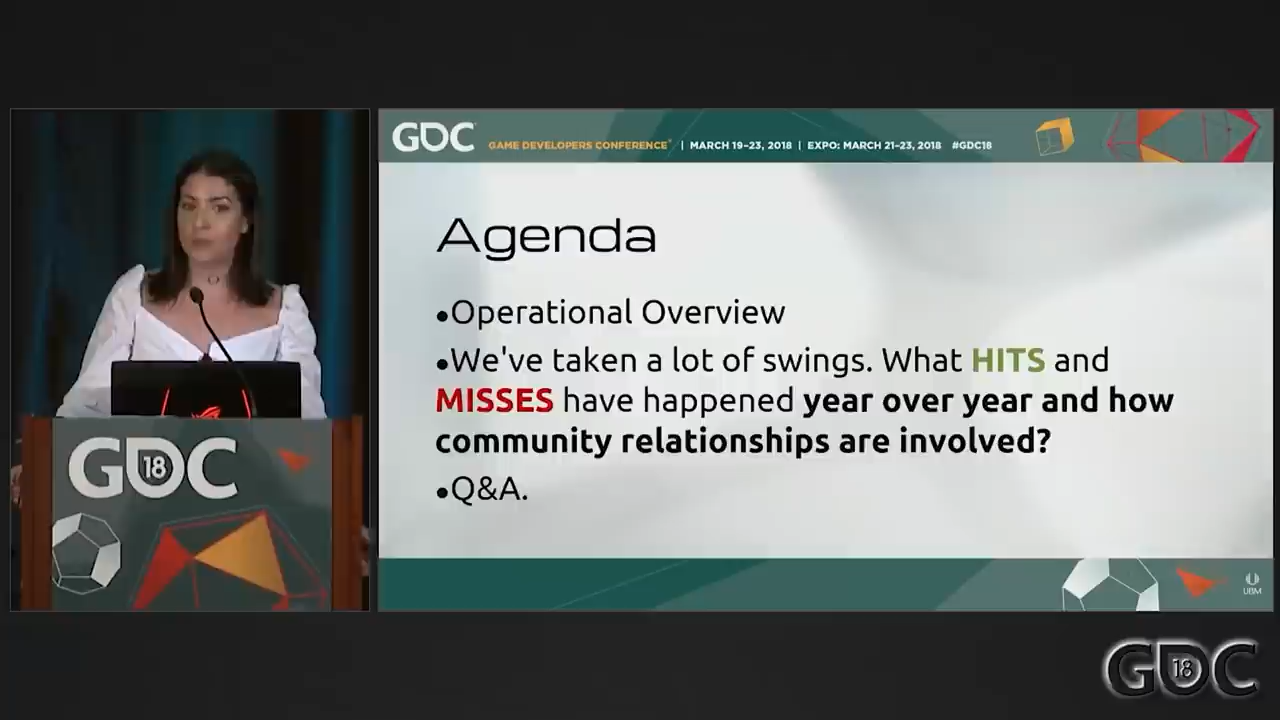 GDC
GAME DEVELOPERS CONFERENCE® | MARCH 19–23, 2018 | EXPO: MARCH 21–23, 2018 #GDC18
Agenda
•Operational Overview
•We've taken a lot of swings. What HITS and
MISSES have happened year over year and how
community relationships are involved?
•Q&A.
GDC
18
UBM
GDC
18